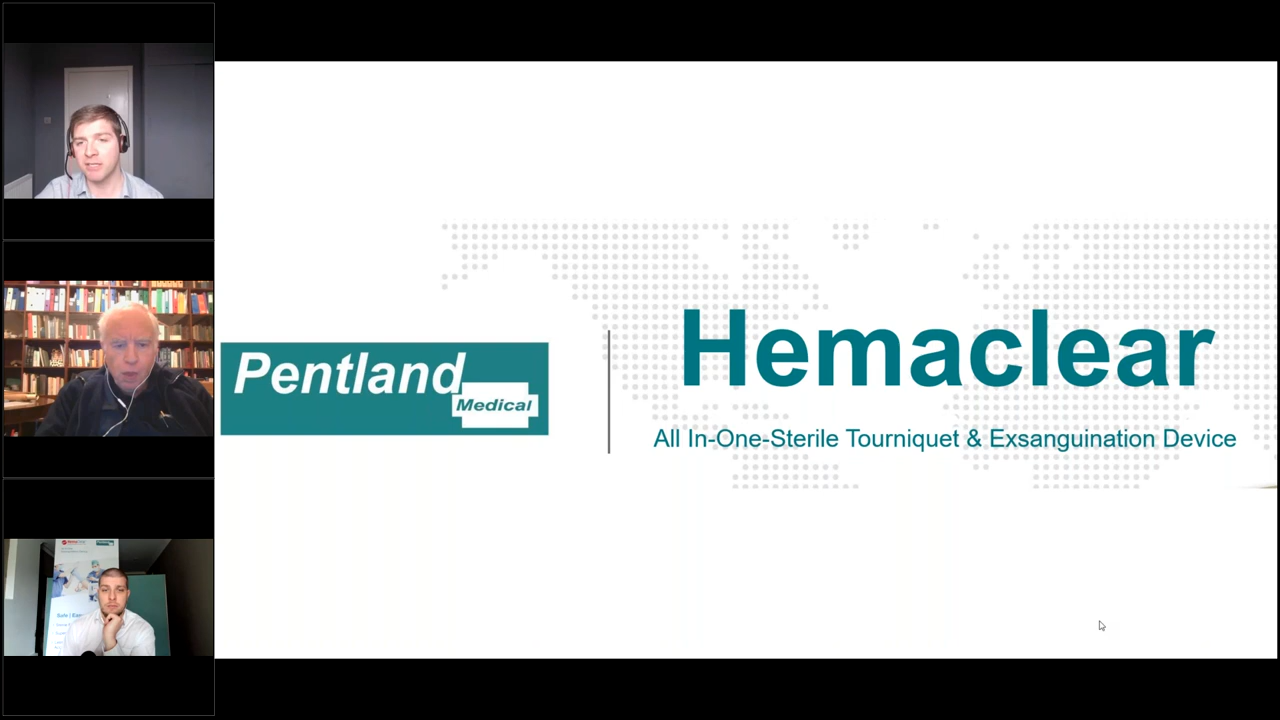 Pentland
Medical
Hemaclear
All In-One-Sterile Tourniquet & Exsanguination Device